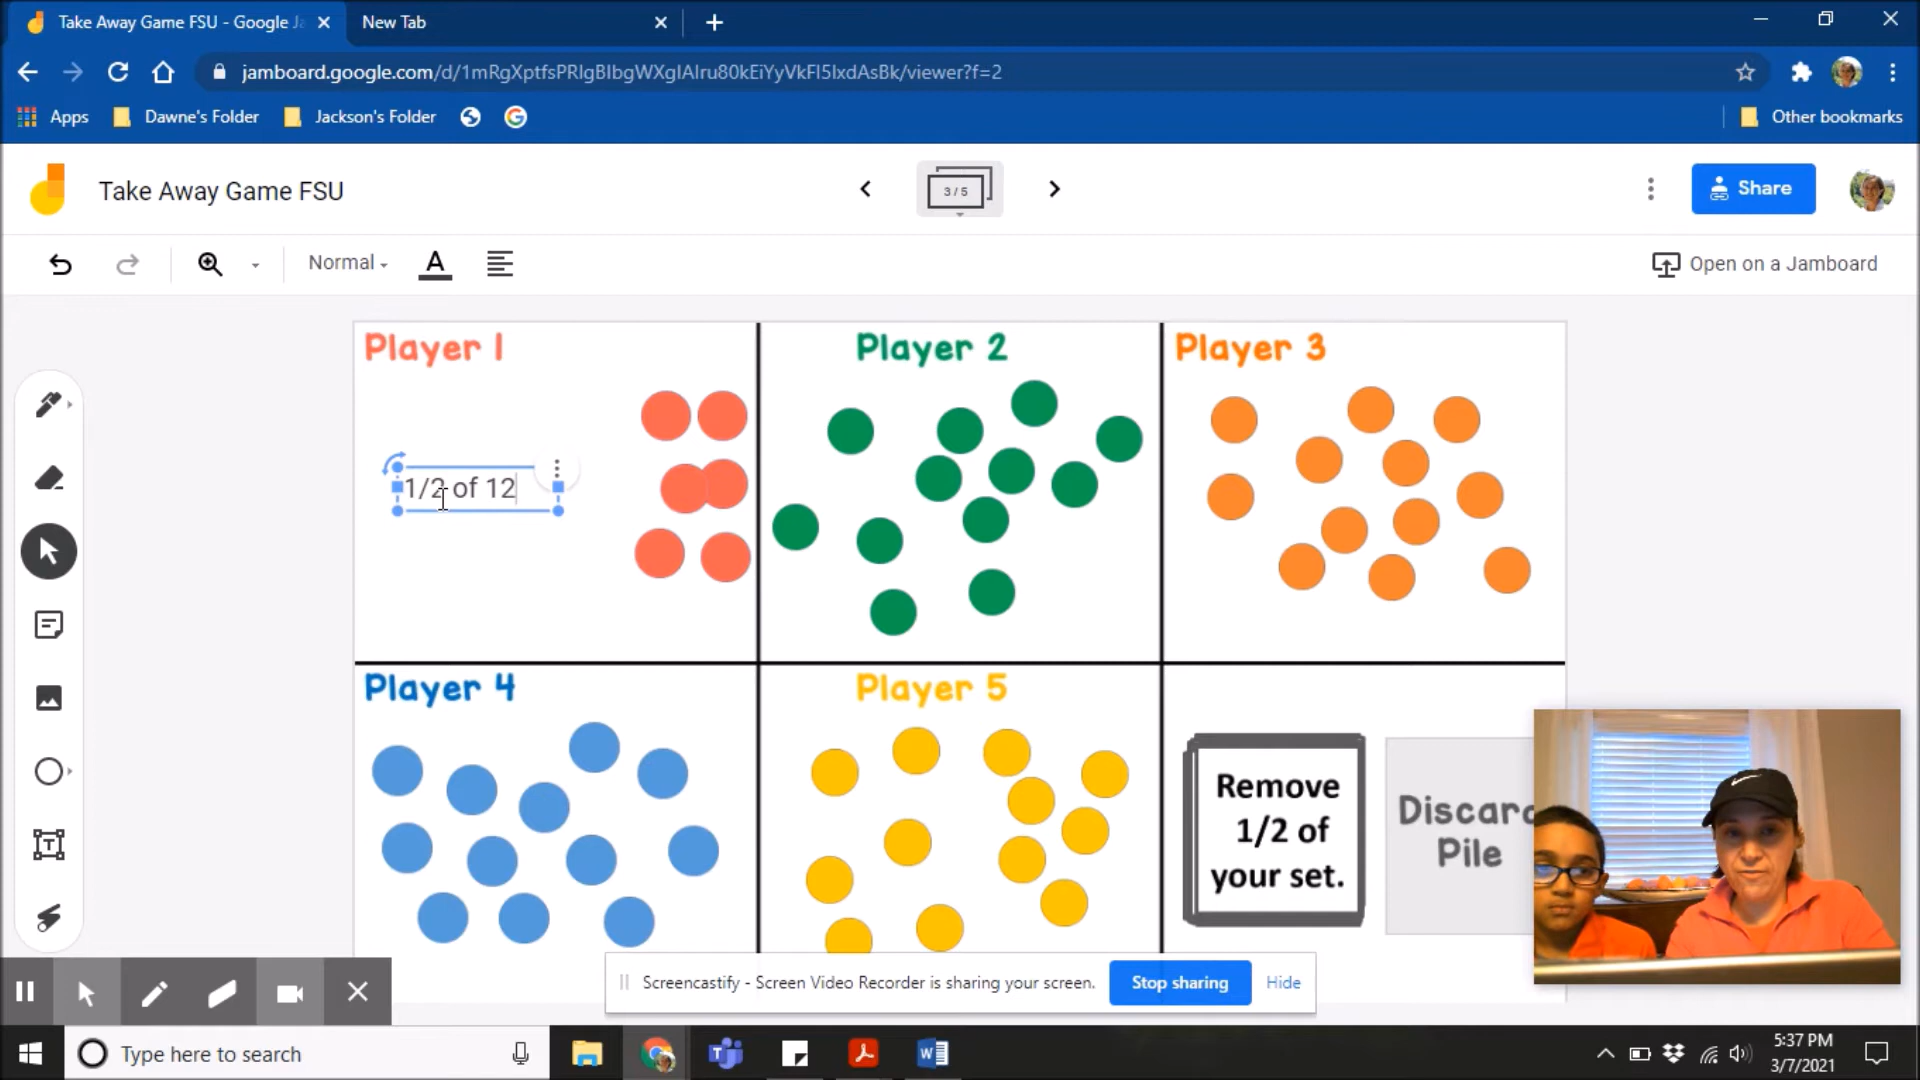 Take Away Game FSU - Google Ja
New Tab
jamboard.google.com/d/1mRgXptfsPRlgBIbgWXglAIru80kEiYyVkFl5IxdAsBk/viewer?f=2
Apps
Dawne's Folder
Jackson's Folder
Other bookmarks
Take Away Game FSU
3 / 5
Share
Normal
Open on a Jamboard
Player 1
Player 2
Player 3
1/2 of 12
Player 4
Player 5
Remove
1/2 of
your set.
Discard
Pile
Screencastify - Screen Video Recorder is sharing your screen.
Stop sharing
Hide
Type here to search
5:37 PM
3/7/2021